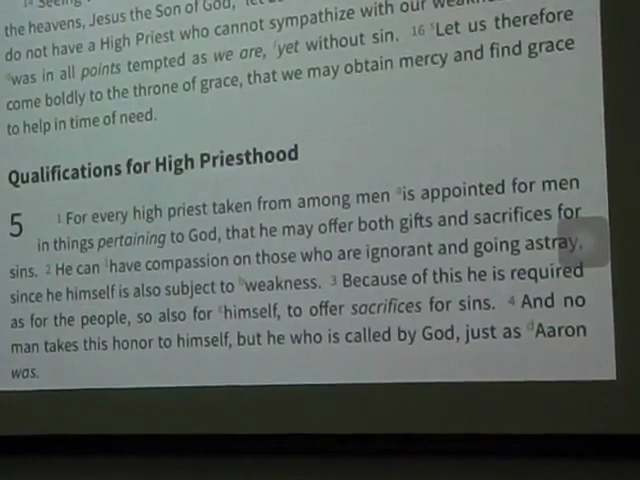 14 Seeing
the heavens, Jesus the Son of God, let us
do not have a High Priest who cannot sympathize with our
was in all points tempted as we are, yet without sin. 16 Let us therefore
come boldly to the throne of grace, that we may obtain mercy and find grace
to help in time of need.
Qualifications for High Priesthood
5 1 For every high priest taken from among men a is appointed for men
in things pertaining to God, that he may offer both gifts and sacrifices for
sins. 2 He can have compassion on those who are ignorant and going astray,
since he himself is also subject to b weakness. 3 Because of this he is required
as for the people, so also for c himself, to offer sacrifices for sins. 4 And no
man takes this honor to himself, but he who is called by God, just as d Aaron
was.